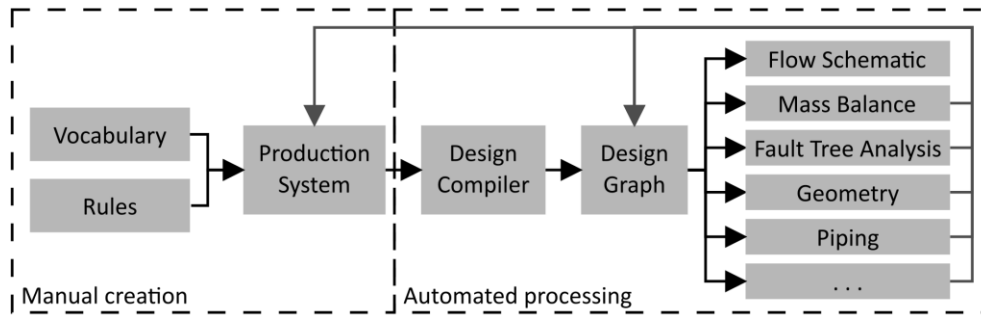 Vocabulary
Rules
Production
System
Design
Compiler
Design
Graph
Flow Schematic
Mass Balance
Fault Tree Analysis
Geometry
Piping
. . .
Manual creation
Automated processing